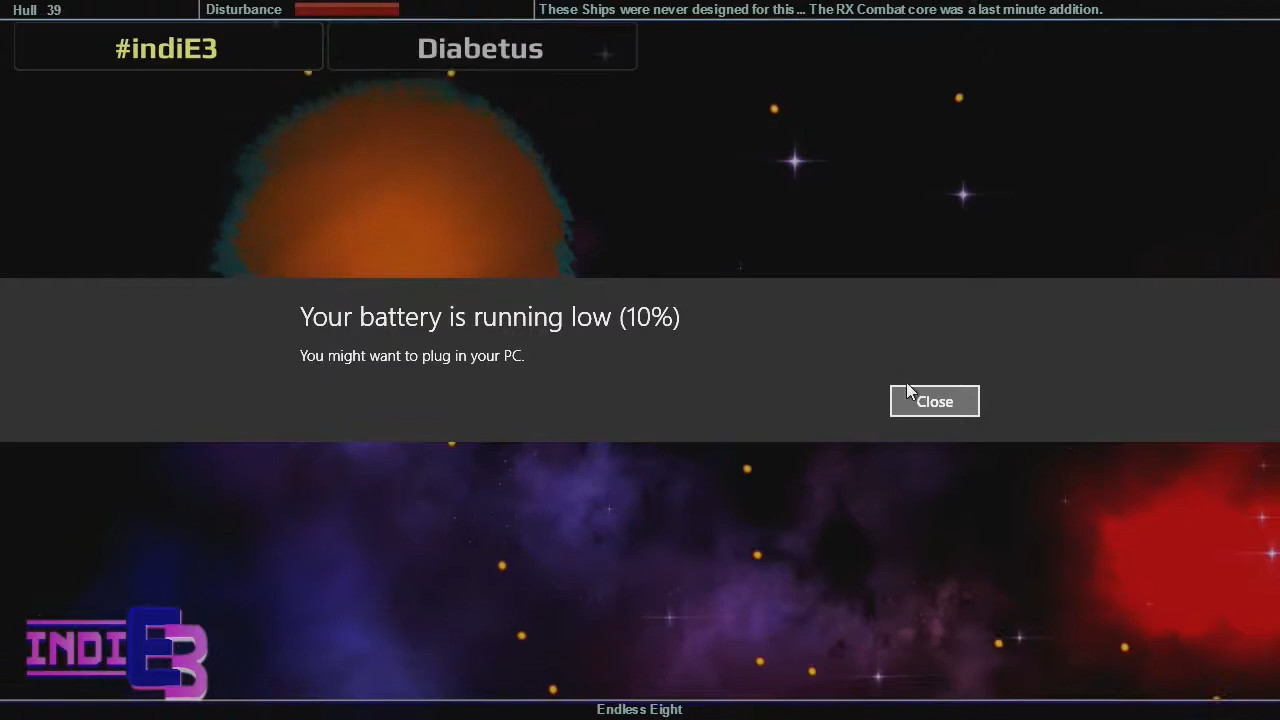 Hull 39
Disturbance
These Ships were never designed for this... The RX Combat core was a last minute addition.
#indiE3
Diabetus
Your battery is running low (10%)
You might want to plug in your PC.
Close
INDIE3
Endless Eight